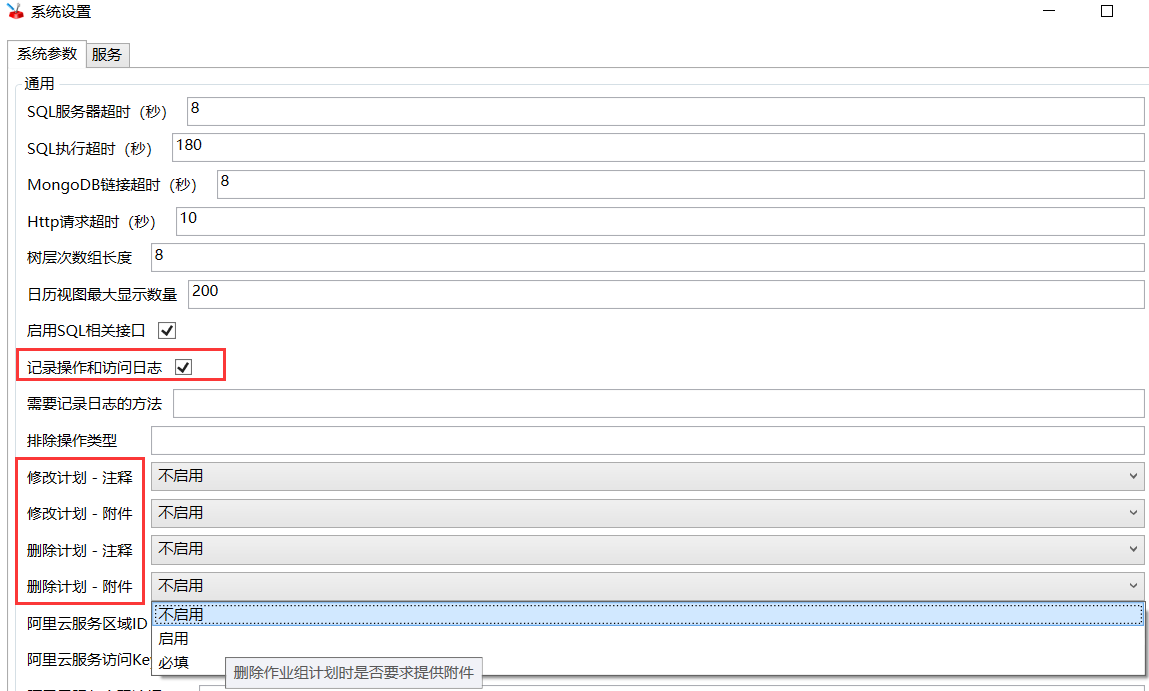 系统设置
系统参数 服务
通用
SQL服务器超时（秒） 8
SQL执行超时（秒） 180
MongoDB链接超时（秒） 8
Http请求超时（秒） 10
树层次数组长度 8
日历视图最大显示数量 200
启用SQL相关接口
记录操作和访问日志
需要记录日志的方法
排除操作类型
修改计划 - 注释 不启用
修改计划 - 附件 不启用
删除计划 - 注释 不启用
删除计划 - 附件 不启用
不启用
阿里云服务区域ID
启用
阿里云服务访问Key
必填
删除作业组计划时是否要求提供附件